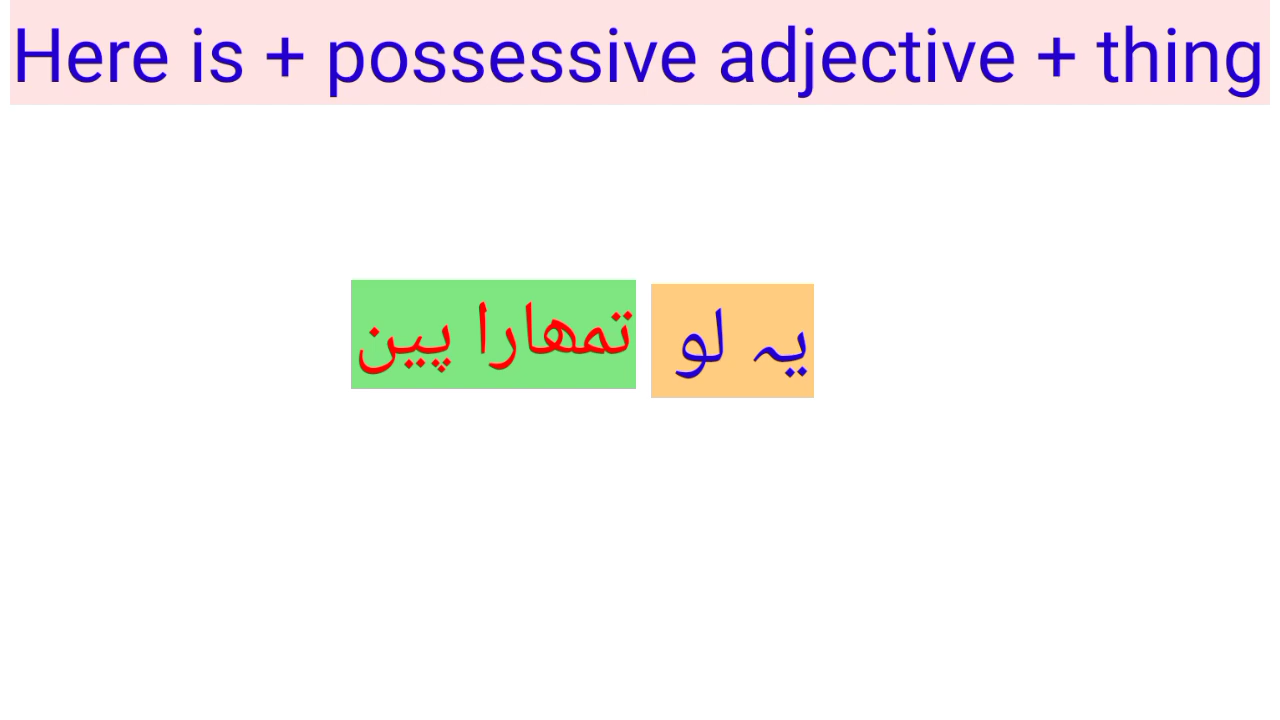 Here is + possessive adjective + thing
یہ لو تمھارا پین